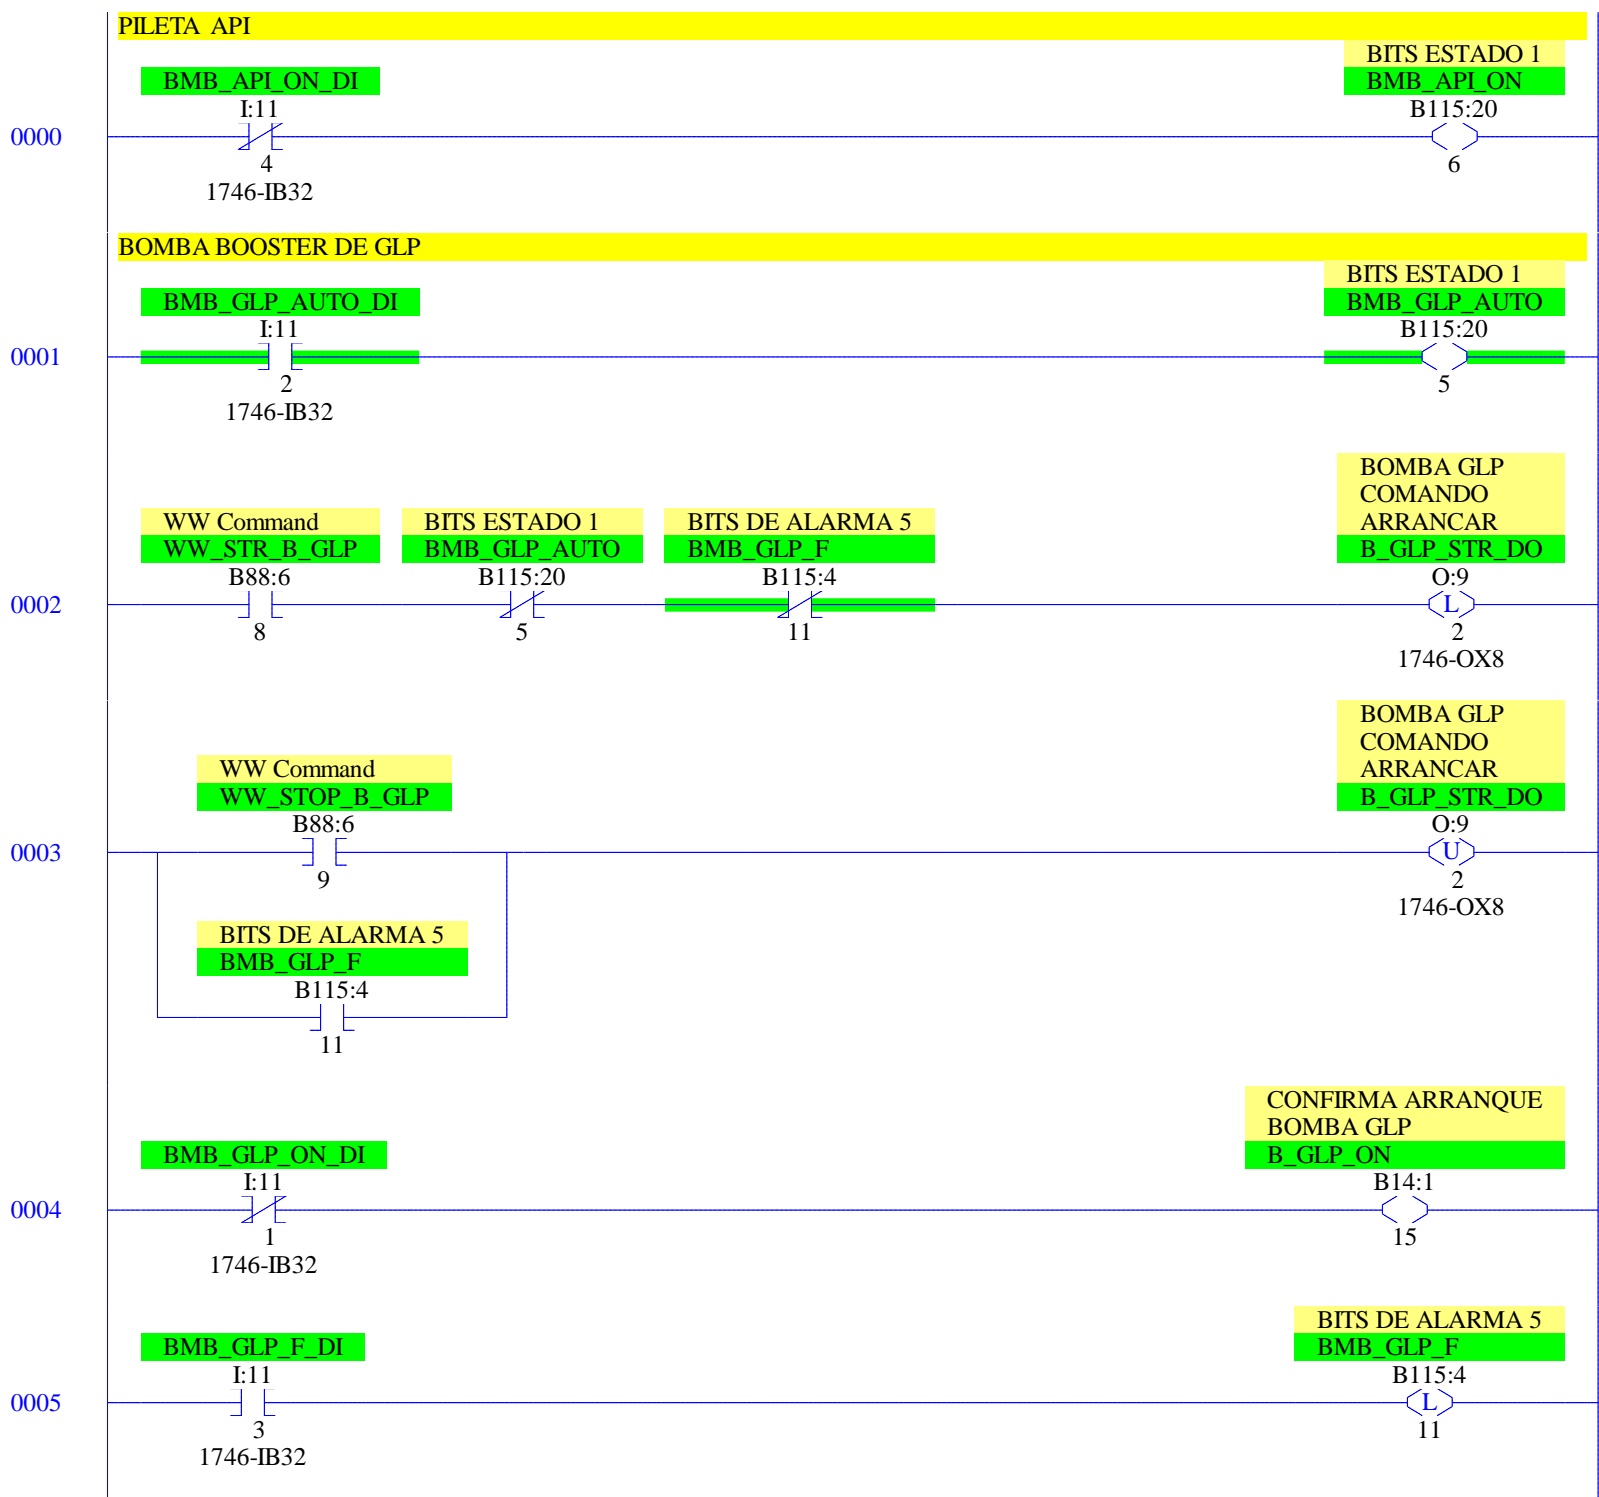 PILETA API
BITS ESTADO 1
BMB_API_ON_DI
BMB_API_ON
I:11
B115:20
0000
4
6
1746-IB32
BOMBA BOOSTER DE GLP
BITS ESTADO 1
BMB_GLP_AUTO_DI
BMB_GLP_AUTO
I:11
B115:20
0001
2
5
1746-IB32
BOMBA GLP
COMANDO
ARRANCAR
WW Command
BITS ESTADO 1
BITS DE ALARMA 5
WW_STR_B_GLP
BMB_GLP_AUTO
BMB_GLP_F
B_GLP_STR_DO
B88:6
B115:20
B115:4
O:9
0002
L
8
5
11
2
1746-OX8
BOMBA GLP
COMANDO
ARRANCAR
WW Command
WW_STOP_B_GLP
B_GLP_STR_DO
B88:6
O:9
0003
U
9
2
1746-OX8
BITS DE ALARMA 5
BMB_GLP_F
B115:4
11
CONFIRMA ARRANQUE
BOMBA GLP
BMB_GLP_ON_DI
B_GLP_ON
I:11
B14:1
0004
1
15
1746-IB32
BITS DE ALARMA 5
BMB_GLP_F_DI
BMB_GLP_F
I:11
B115:4
0005
L
3
11
1746-IB32